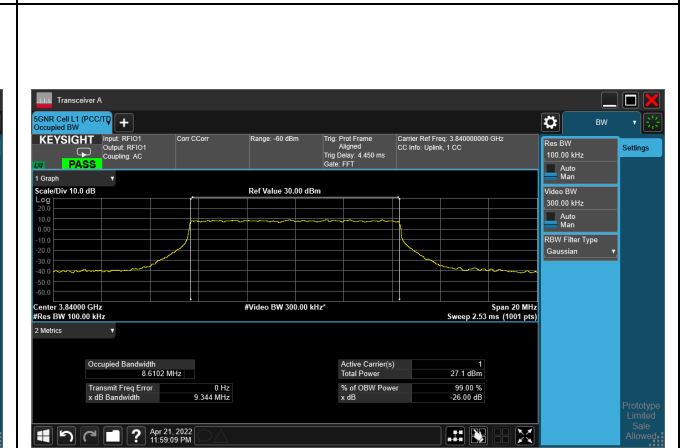 Transceiver A
5GNR Cell L1 (PCC/TD
Occupied BW
+
BW
KEYSIGHT
Input: RFIO1
Output: RFIO1
Coupling: AC
Corr CCorr
Range: -60 dBm
Trig: Prot Frame
Aligned
Trig Delay: 4.450 ms
Gate: FFT
Carrier Ref Freq: 3.840000000 GHz
CC Info: Uplink, 1 CC
PASS
Res BW
100.00 kHz
Auto
Man
Settings
Video BW
300.00 kHz
Auto
Man
RBW Filter Type
Gaussian
1 Graph
Scale/Div 10.0 dB
Ref Value 30.00 dBm
Log
20.0
10.0
0.00
-10.0
-20.0
-30.0
-40.0
-50.0
-60.0
Center 3.84000 GHz
#Video BW 300.00 kHz*
Span 20 MHz
#Res BW 100.00 kHz
Sweep 2.53 ms (1001 pts)
2 Metrics
Occupied Bandwidth
8.6102 MHz
Active Carrier(s) 1
Total Power 27.1 dBm
Transmit Freq Error 0 Hz
x dB Bandwidth 9.344 MHz
% of OBW Power 99.00 %
x dB -26.00 dB
Prototype
Limited
Sale
Allowed
?
Apr 21, 2022
11:59:09 PM